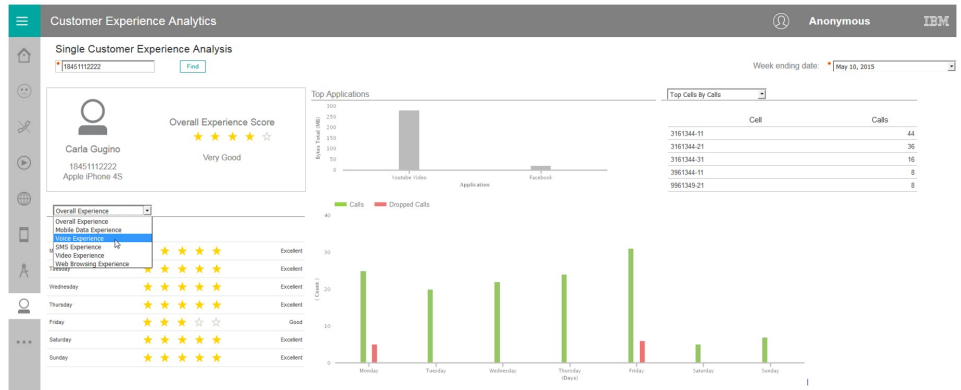 Customer Experience Analytics
Anonymous
IBM
Single Customer Experience Analysis
* 18451112222
Find
Week ending date: * May 10, 2015
Carla Gugino
18451112222
Apple iPhone 4S
Overall Experience Score
Very Good
Top Applications
300
250
200
150
100
50
0
Bytes Total (MB)
Youtube Video
Facebook
Application
Top Cells By Calls
Cell Calls
3161344-11 44
3161344-21 36
3161344-31 16
3961344-11 8
9961349-21 8
Overall Experience
Overall Experience
Mobile Data Experience
Voice Experience
SMS Experience
Video Experience
Web Browsing Experience
Excellent
Tuesday Excellent
Wednesday Excellent
Thursday Excellent
Friday Good
Saturday Excellent
Sunday Excellent
Calls Dropped Calls
40
30
20
10
0
( Count )
Monday Tuesday Wednesday Thursday Friday Saturday Sunday
(Days)